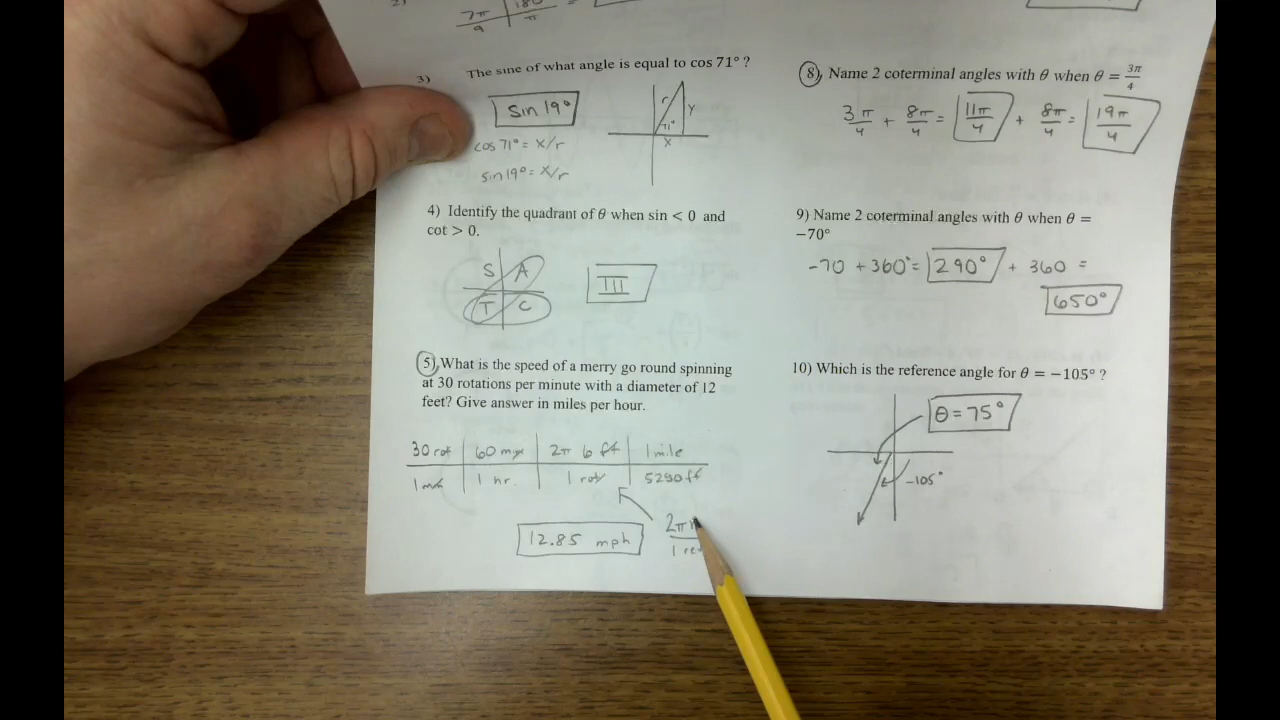 2)
7π | 180
9 | π =
3) The sine of what angle is equal to cos 71° ?
sin 19°
r y
71°
x
cos 71° = x/r
sin 19° = x/r
4) Identify the quadrant of θ when sin < 0 and
cot > 0.
S A
T C
III
5) What is the speed of a merry go round spinning
at 30 rotations per minute with a diameter of 12
feet? Give answer in miles per hour.
30 rot | 60 min | 2π 6 ft | 1 mile
1 min | 1 hr. | 1 rot | 5280 ft
2π
1
12.85 mph
8) Name 2 coterminal angles with θ when θ = 3π/4
3π/4 + 8π/4 = 11π/4 + 8π/4 = 19π/4
9) Name 2 coterminal angles with θ when θ =
−70°
-70 + 360° = 290° + 360 =
650°
10) Which is the reference angle for θ = −105° ?
θ = 75°
-105°